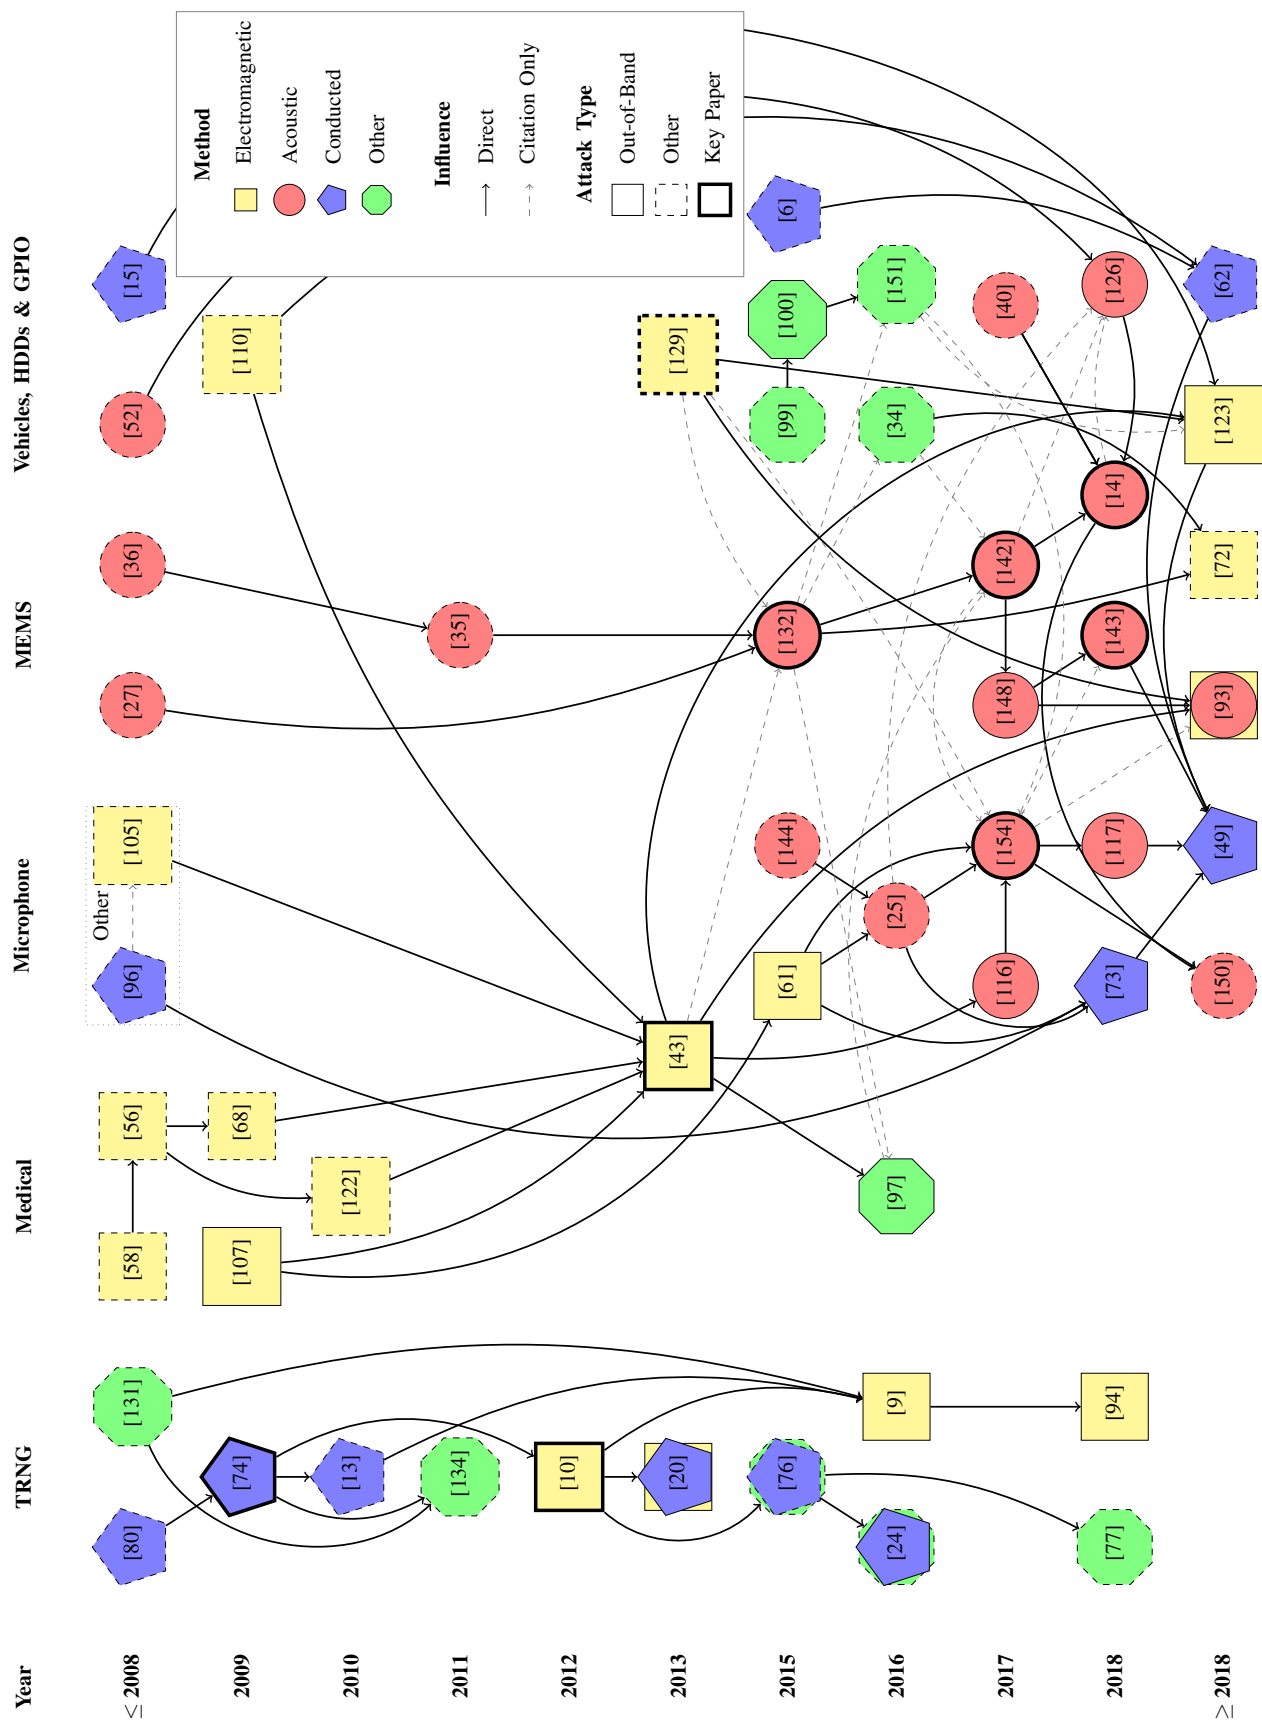 Year TRNG Medical Microphone MEMS Vehicles, HDDs & GPIO
Other
≤ 2008 [80] [131] [58] [56] [96] [105] [27] [36] [52] [15]
2009 [74] [107] [68] [110]
2010 [13] [122]
2011 [134] [35]
2012 [10]
2013 [20] [43] [129]
2015 [76] [61] [144] [132] [99] [100] [6]
2016 [24] [9] [97] [25] [34] [151]
2017 [116] [154] [148] [142] [40]
2018 [77] [94] [73] [117] [143] [14] [126]
≥ 2018 [150] [49] [93] [72] [123] [62]
Method
Electromagnetic
Acoustic
Conducted
Other
Influence
Direct
Citation Only
Attack Type
Out-of-Band
Other
Key Paper